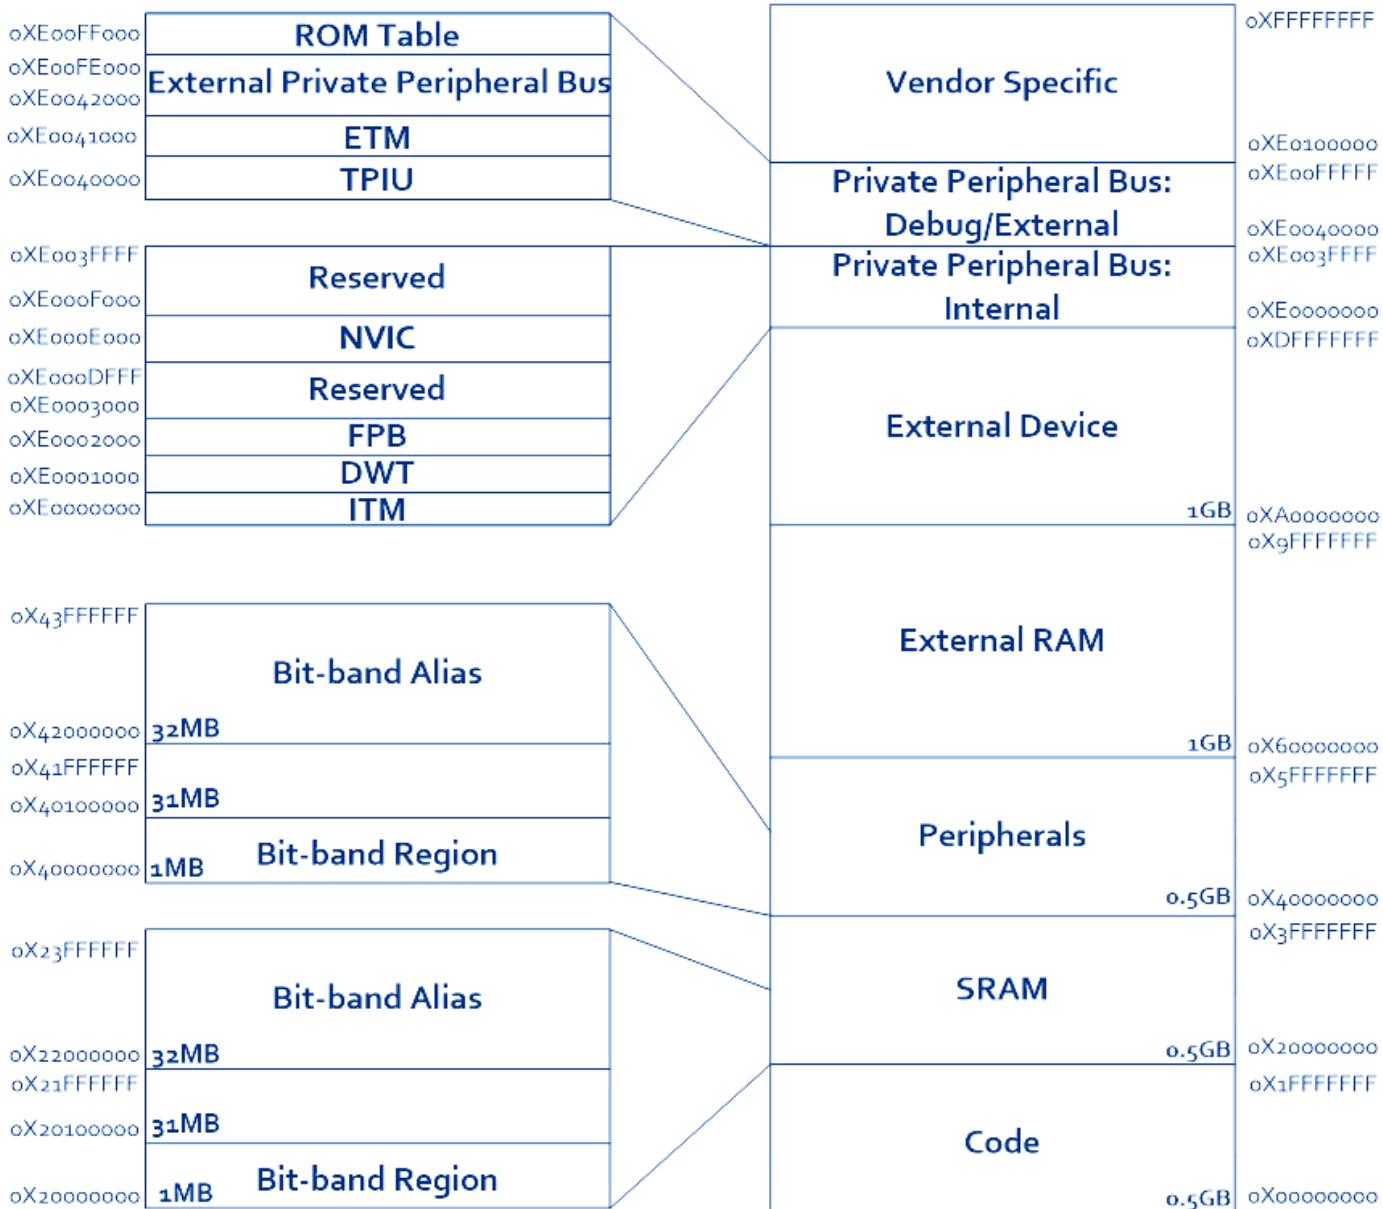 0XE00FF000
ROM Table
0XE00FE000
0XE0042000
External Private Peripheral Bus
0XE0041000
ETM
0XE0040000
TPIU
0XE003FFFF
Reserved
0XE000F000
0XE000E000
NVIC
0XE000DFFF
Reserved
0XE0003000
0XE0002000
FPB
0XE0001000
DWT
0XE0000000
ITM
0X43FFFFFF
Bit-band Alias
0X42000000
32MB
0X41FFFFFF
0X40100000
31MB
Bit-band Region
0X40000000
1MB
0X23FFFFFF
Bit-band Alias
0X22000000
32MB
0X21FFFFFF
0X20100000
31MB
Bit-band Region
0X20000000
1MB
0XFFFFFFFF
Vendor Specific
0XE0100000
0XE00FFFFF
Private Peripheral Bus:
Debug/External
0XE0040000
0XE003FFFF
Private Peripheral Bus:
Internal
0XE0000000
0XDFFFFFFF
External Device
1GB
0XA0000000
0X9FFFFFFF
External RAM
1GB
0X60000000
0X5FFFFFFF
Peripherals
0.5GB
0X40000000
0X3FFFFFFF
SRAM
0.5GB
0X20000000
0X1FFFFFFF
Code
0.5GB
0X00000000